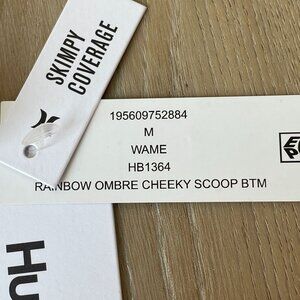 SKIMPY
COVERAGE
195609752884
M
WAME
HB1364
RAINBOW OMBRE CHEEKY SCOOP BTM
Hu